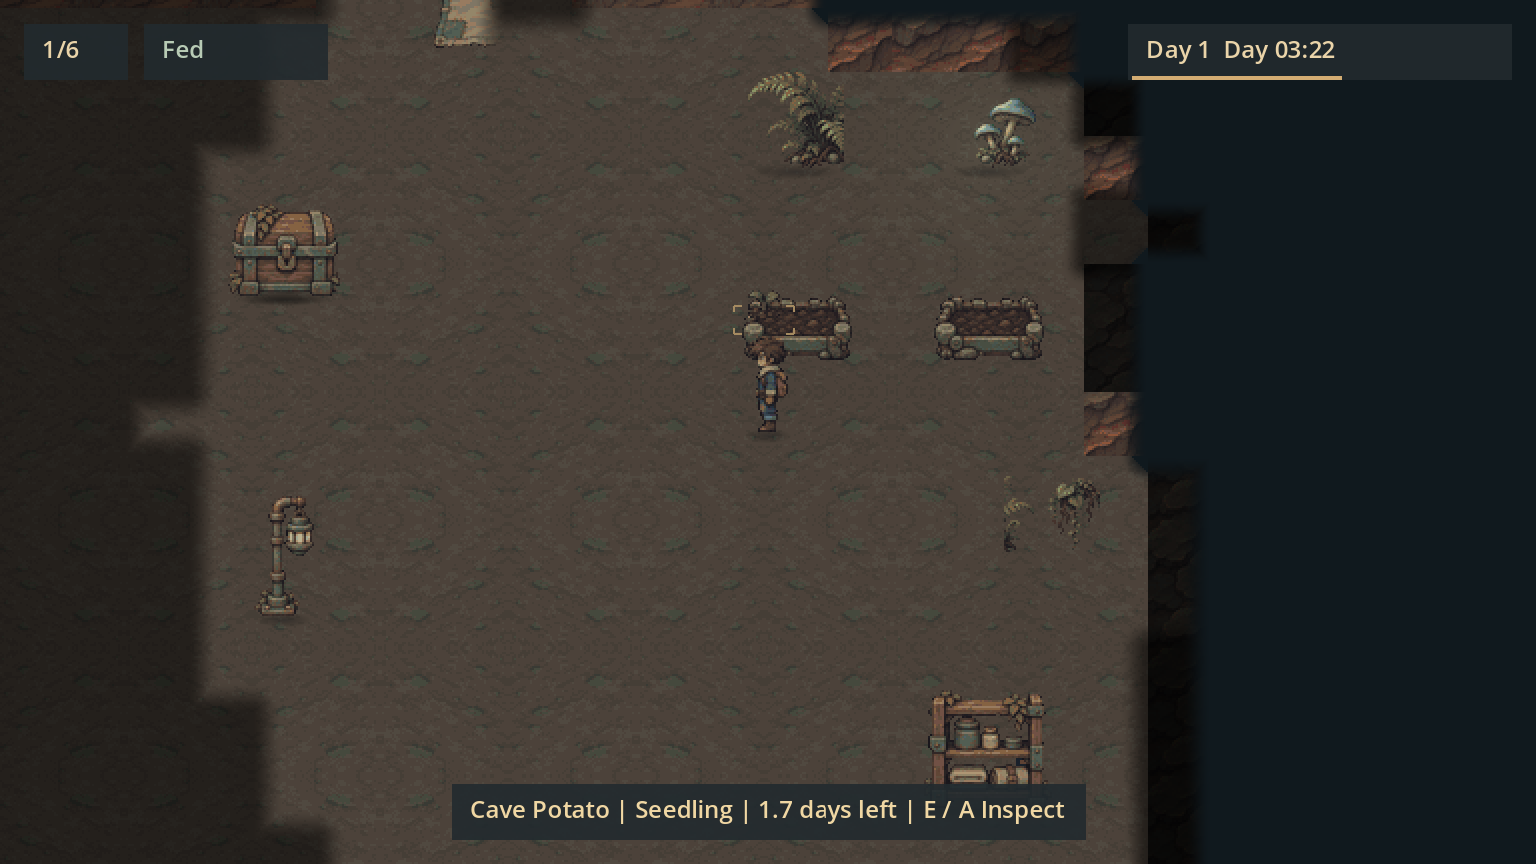 1/6
Fed
Day 1 Day 03:22
Cave Potato | Seedling | 1.7 days left | E / A Inspect